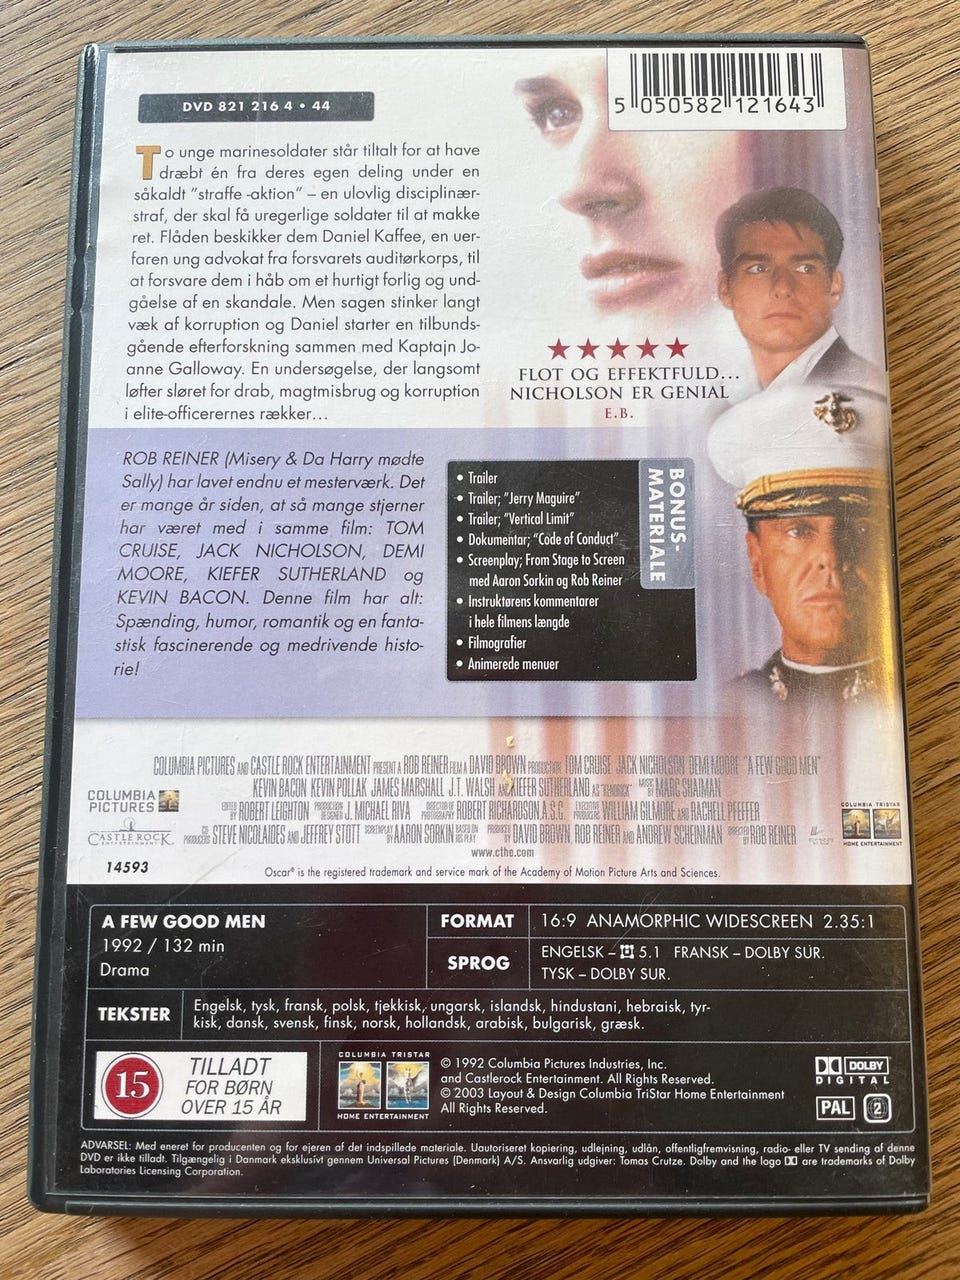 DVD 821 216 4 • 44
5 050582 121643
To unge marinesoldater står tiltalt for at have
dræbt én fra deres egen deling under en
såkaldt ”straffe -aktion” – en ulovlig disciplinær-
straf, der skal få uregerlige soldater til at makke
ret. Flåden beskikker dem Daniel Kaffee, en uer-
faren ung advokat fra forsvarets auditørkorps, til
at forsvare dem i håb om et hurtigt forlig og und-
gåelse af en skandale. Men sagen stinker langt
væk af korruption og Daniel starter en tilbunds-
gående efterforskning sammen med Kaptajn Jo-
anne Galloway. En undersøgelse, der langsomt
løfter sløret for drab, magtmisbrug og korruption
i elite-officerernes rækker...
FLOT OG EFFEKTFULD...
NICHOLSON ER GENIAL
E.B.
ROB REINER (Misery & Da Harry mødte
Sally) har lavet endnu et mesterværk. Det
er mange år siden, at så mange stjerner
har været med i samme film: TOM
CRUISE, JACK NICHOLSON, DEMI
MOORE, KIEFER SUTHERLAND og
KEVIN BACON. Denne film har alt:
Spænding, humor, romantik og en fanta-
stisk fascinerende og medrivende histo-
rie!
BONUS-
MATERIALE
• Trailer
• Trailer; ”Jerry Maguire”
• Trailer; ”Vertical Limit”
• Dokumentar; “Code of Conduct”
• Screenplay; From Stage to Screen
med Aaron Sorkin og Rob Reiner
• Instruktørens kommentarer
i hele filmens længde
• Filmografier
• Animerede menuer
COLUMBIA PICTURES AND CASTLE ROCK ENTERTAINMENT PRESENT A ROB REINER FILM A DAVID BROWN PRODUCTION TOM CRUISE JACK NICHOLSON DEMI MOORE "A FEW GOOD MEN"
KEVIN BACON KEVIN POLLAK JAMES MARSHALL J.T. WALSH AND KIEFER SUTHERLAND AS "KENDRICK" MUSIC BY MARC SHAIMAN
EDITED BY ROBERT LEIGHTON PRODUCTION DESIGNER J. MICHAEL RIVA DIRECTOR OF PHOTOGRAPHY ROBERT RICHARDSON, A.S.C. EXECUTIVE PRODUCERS WILLIAM GILMORE AND RACHELL PFEFFER
CO-PRODUCERS STEVE NICOLAIDES AND JEFFREY STOTT SCREENPLAY BY AARON SORKIN BASED ON HIS PLAY PRODUCED BY DAVID BROWN, ROB REINER AND ANDREW SCHEINMAN DIRECTED BY ROB REINER
www.cthe.com
COLUMBIA
PICTURES
CASTLE ROCK
ENTERTAINMENT
COLUMBIA TRISTAR
HOME ENTERTAINMENT
14593
Oscar® is the registered trademark and service mark of the Academy of Motion Picture Arts and Sciences.
A FEW GOOD MEN
1992 / 132 min
Drama
FORMAT
16:9 ANAMORPHIC WIDESCREEN 2.35:1
SPROG
ENGELSK – 5.1 FRANSK – DOLBY SUR.
TYSK – DOLBY SUR.
TEKSTER
Engelsk, tysk, fransk, polsk, tjekkisk, ungarsk, islandsk, hindustani, hebraisk, tyr-
kisk, dansk, svensk, finsk, norsk, hollandsk, arabisk, bulgarisk, græsk.
15
TILLADT
FOR BØRN
OVER 15 ÅR
COLUMBIA TRISTAR
HOME ENTERTAINMENT
© 1992 Columbia Pictures Industries, Inc.
and Castlerock Entertainment. All Rights Reserved.
© 2003 Layout & Design Columbia TriStar Home Entertainment
All Rights Reserved.
DOLBY
DIGITAL
PAL 2
ADVARSEL: Med eneret for producenten og for ejeren af det indspillede materiale. Uautoriseret kopiering, udlejning, udlån, offentligfremvisning, radio- eller TV sending af denne
DVD er ikke tilladt. Tilgængelig i Danmark eksklusivt gennem Universal Pictures (Denmark) A/S. Ansvarlig udgiver: Tomas Crutze. Dolby and the logo are trademarks of Dolby
Laboratories Licensing Corporation.